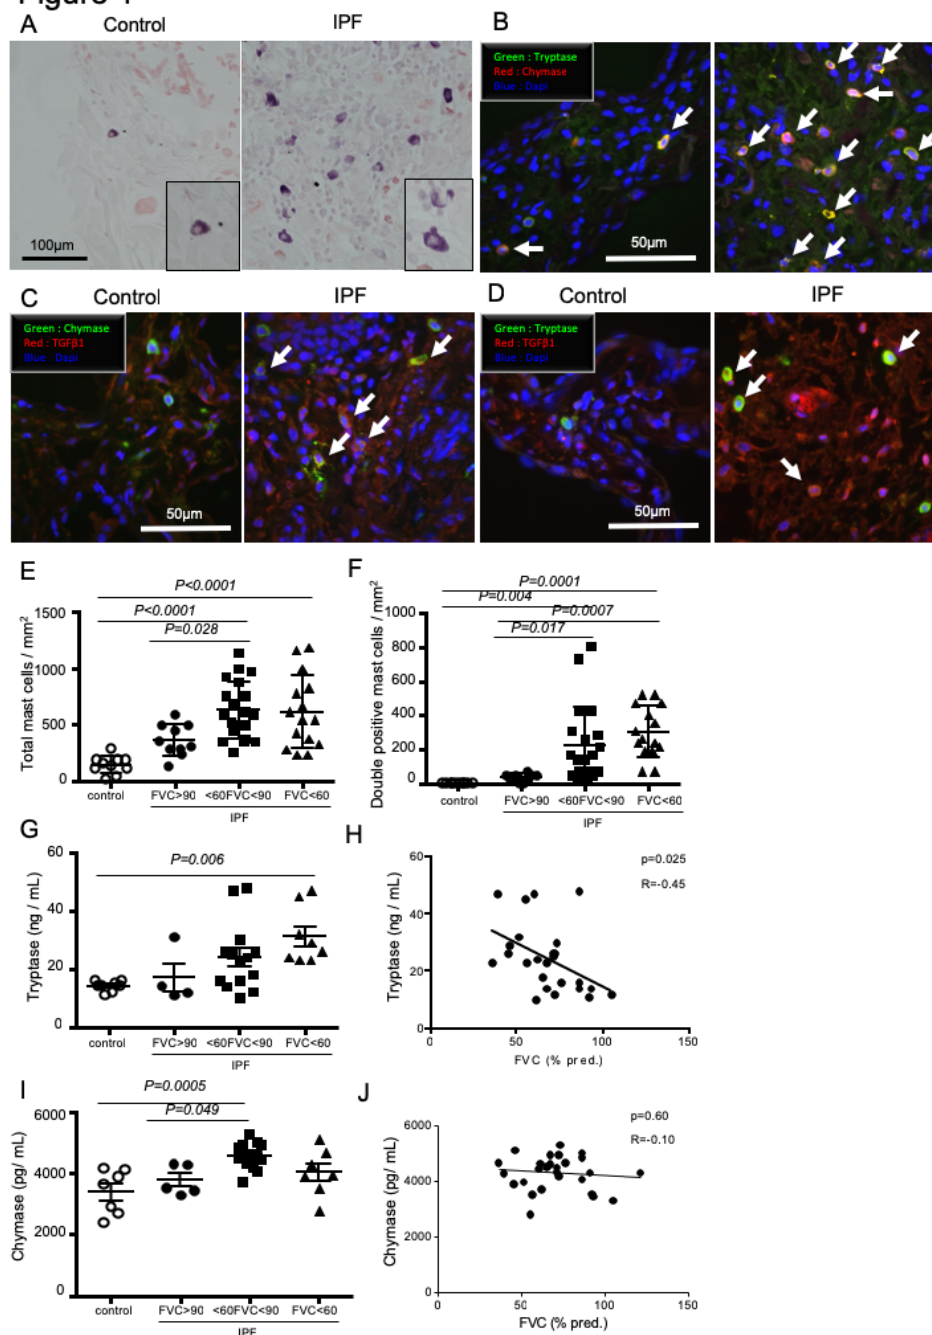 A Control IPF
100µm
B
Green : Tryptase
Red : Chymase
Blue : Dapi
50µm
C Control IPF
Green : Chymase
Red : TGFβ1
Blue : Dapi
50µm
D Control IPF
Green : Tryptase
Red : TGFβ1
Blue : Dapi
50µm
E
P<0.0001
P<0.0001
P=0.028
Total mast cells / mm²
1500
1000
500
0
control FVC>90 <60FVC<90 FVC<60
IPF
F
P=0.0001
P=0.004
P=0.0007
P=0.017
Double positive mast cells / mm²
1000
800
600
400
200
0
control FVC>90 <60FVC<90 FVC<60
IPF
G
P=0.006
Tryptase (ng / mL)
60
40
20
0
control FVC>90 <60FVC<90 FVC<60
IPF
H
p=0.025
R=-0.45
Tryptase (ng / mL)
60
40
20
0
0 50 100 150
FVC (% pred.)
I
P=0.0005
P=0.049
Chymase (pg/ mL)
6000
4000
2000
0
control FVC>90 <60FVC<90 FVC<60
IPF
J
p=0.60
R=-0.10
Chymase (pg/ mL)
6000
4000
2000
0
0 50 100 150
FVC (% pred.)